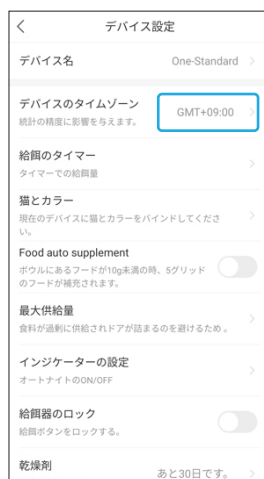 デバイス設定
デバイス名 One-Standard
デバイスのタイムゾーン GMT+09:00
統計の精度に影響を与えます。
給餌のタイマー
タイマーでの給餌量
猫とカラー
現在のデバイスに猫とカラーをバインドしてくださ
い。
Food auto supplement
ボウルにあるフードが10g未満の時、5グリッド
のフードが補充されます。
最大供給量
食料が過剰に供給されドアが詰まるのを避けるため。
インジケーターの設定
オートナイトのON/OFF
給餌器のロック
給餌ボタンをロックする。
乾燥剤 あと30日です。